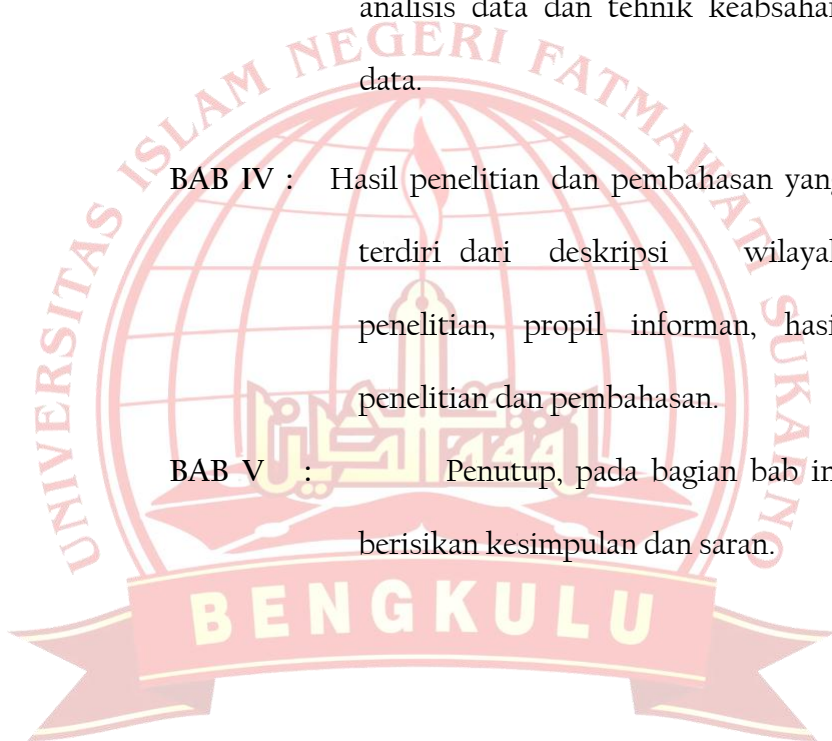 analisis data dan tehnik keabsahan
data.
BAB IV : Hasil penelitian dan pembahasan yang
terdiri dari deskripsi wilayah
penelitian, propil informan, hasi
penelitian dan pembahasan.
BAB V : Penutup, pada bagian bab in
berisikan kesimpulan dan saran.
UNIVERSITAS ISLAM NEGERI FATMAWATI SUKARNO
BENGKULU